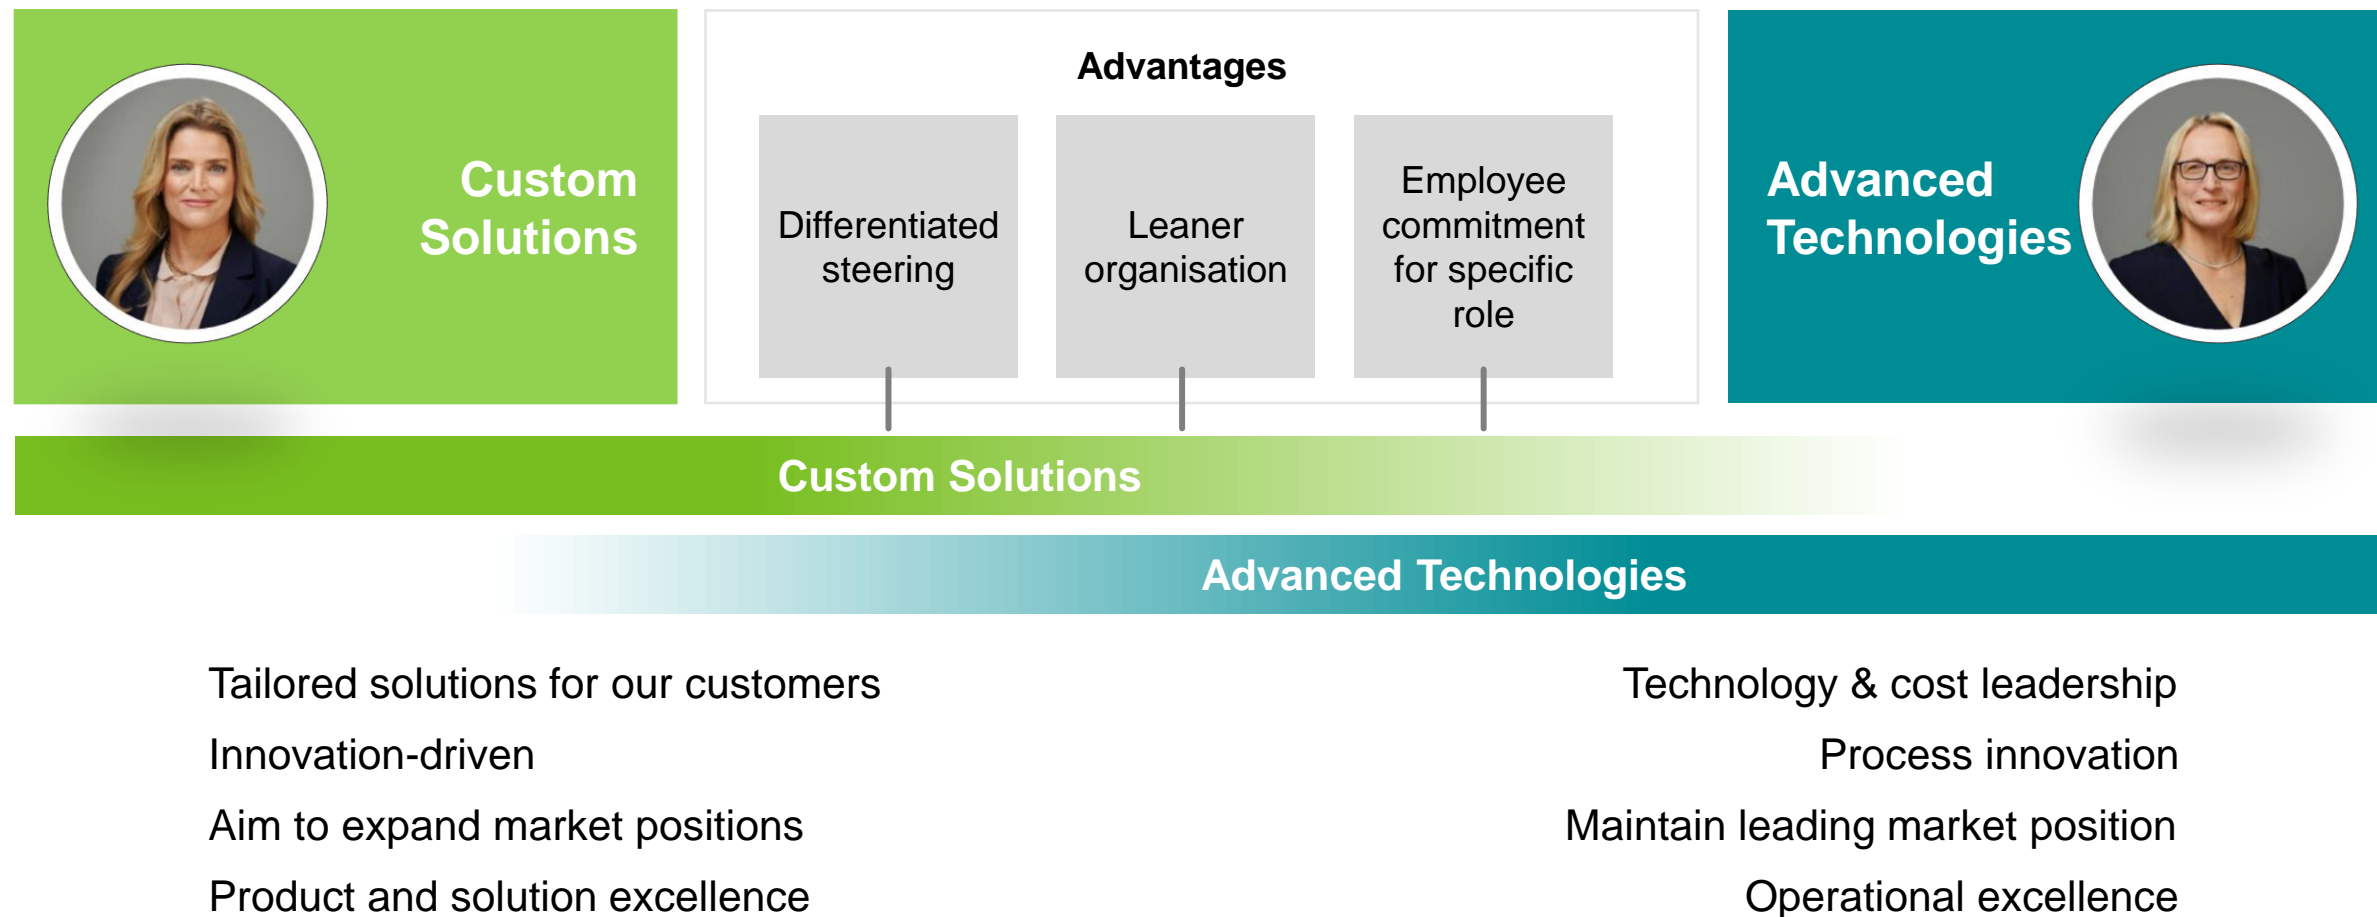 Custom
Solutions
Advantages
Differentiated
steering
Leaner
organisation
Employee
commitment
for specific
role
Advanced
Technologies
Custom Solutions
Advanced Technologies
Tailored solutions for our customers
Innovation-driven
Aim to expand market positions
Product and solution excellence
Technology & cost leadership
Process innovation
Maintain leading market position
Operational excellence